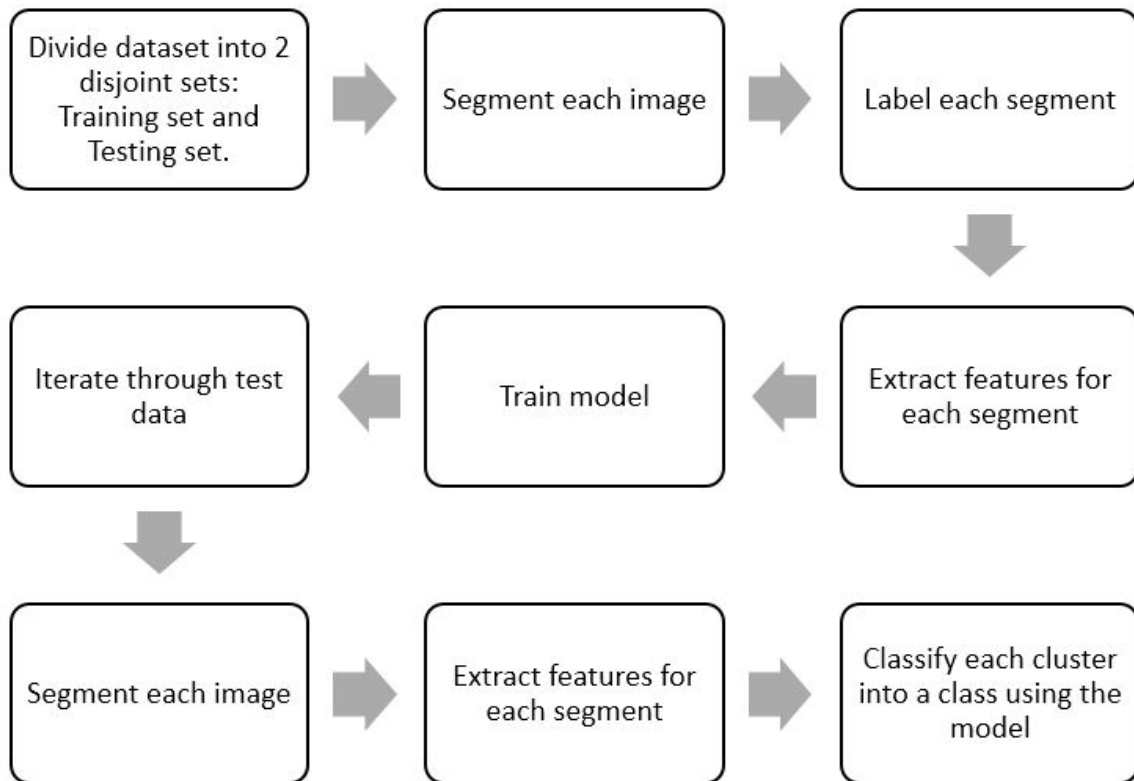 Divide dataset into 2
disjoint sets:
Training set and
Testing set.
Segment each image
Label each segment
Extract features for
each segment
Train model
Iterate through test
data
Segment each image
Extract features for
each segment
Classify each cluster
into a class using the
model